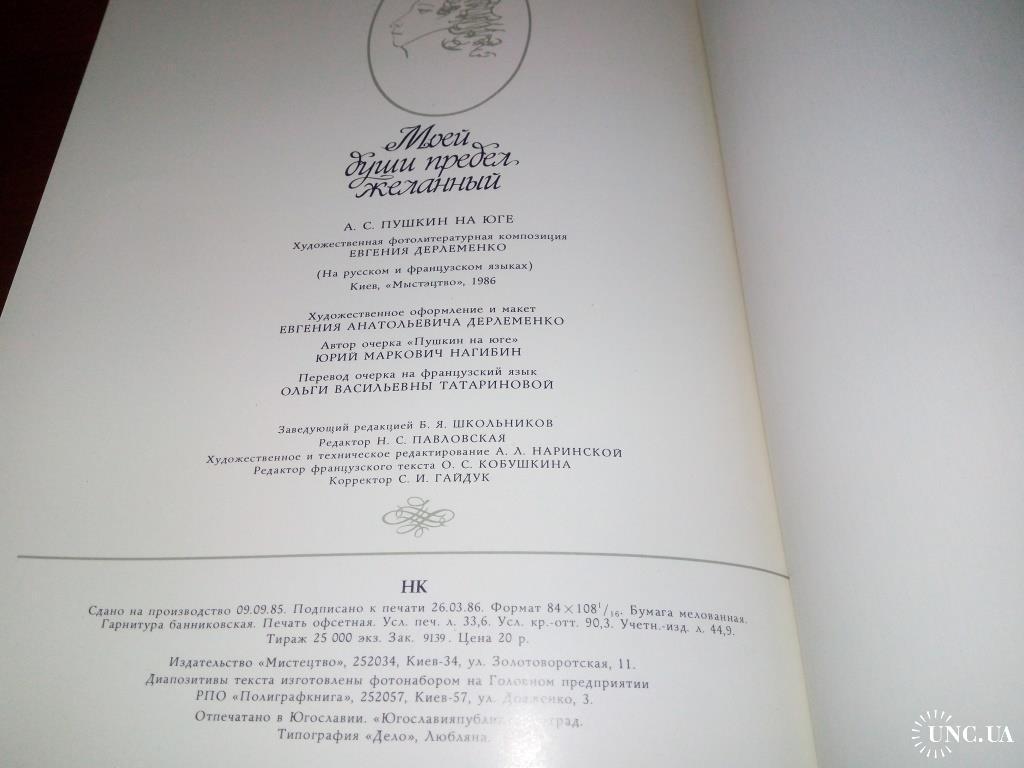 Моей
души предел
желанный
А. С. ПУШКИН НА ЮГЕ
Художественная фотолитературная композиция
ЕВГЕНИЯ ДЕРЛЕМЕНКО
(На русском и французском языках)
Киев, «Мыстэцтво», 1986
Художественное оформление и макет
ЕВГЕНИЯ АНАТОЛЬЕВИЧА ДЕРЛЕМЕНКО
Автор очерка «Пушкин на юге»
ЮРИЙ МАРКОВИЧ НАГИБИН
Перевод очерка на французский язык
ОЛЬГИ ВАСИЛЬЕВНЫ ТАТАРИНОВОЙ
Заведующий редакцией Б. Я. ШКОЛЬНИКОВ
Редактор Н. С. ПАВЛОВСКАЯ
Художественное и техническое редактирование А. Л. НАРИНСКОЙ
Редактор французского текста О. С. КОБУШКИНА
Корректор С. И. ГАЙДУК
НК
Сдано на производство 09.09.85. Подписано к печати 26.03.86. Формат 84×108¹/₁₆. Бумага мелованная.
Гарнитура банниковская. Печать офсетная. Усл. печ. л. 33,6. Усл. кр.-отт. 90,3. Учетн.-изд. л. 44,9.
Тираж 25 000 экз. Зак. 9139. Цена 20 р.
Издательство «Мистецтво», 252034, Киев-34, ул. Золотоворотская, 11.
Диапозитивы текста изготовлены фотонабором на Головном предприятии
РПО «Полиграфкнига», 252057, Киев-57, ул. Довженко, 3.
Отпечатано в Югославии.
Типография «Дело», Любляна.
UNC.UA